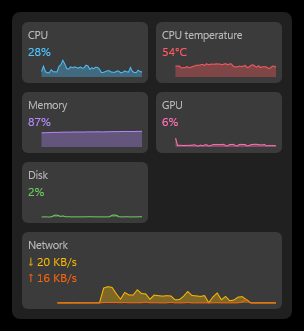 CPU
28%
CPU temperature
54°C
Memory
87%
GPU
6%
Disk
2%
Network
↓ 20 KB/s
↑ 16 KB/s